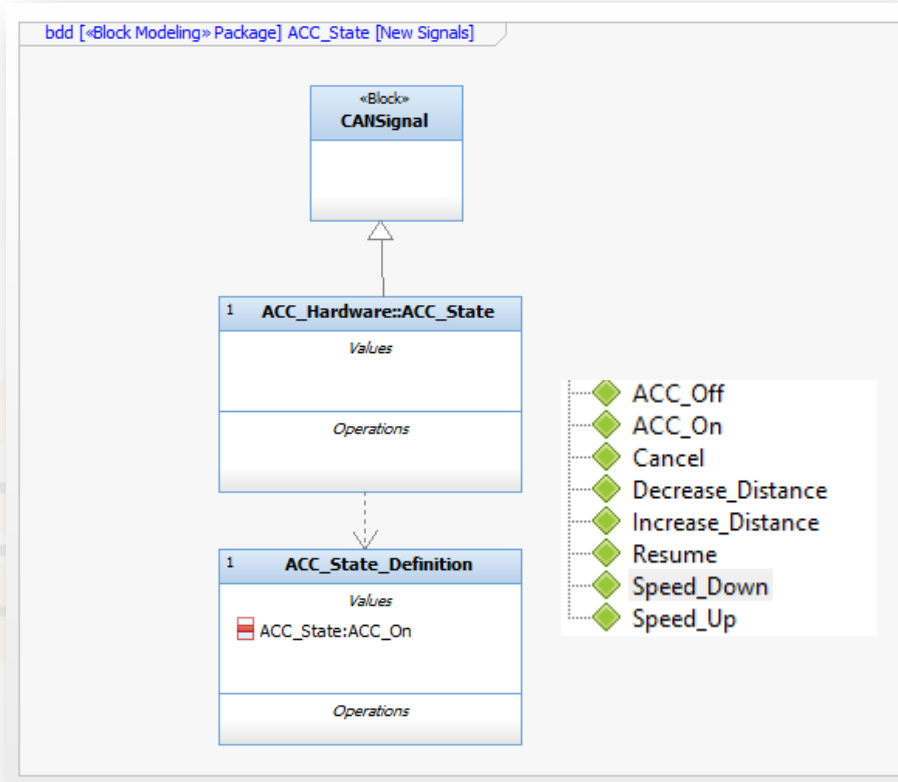 bdd [«Block Modeling» Package] ACC_State [New Signals]
«Block»
CANSignal
1 ACC_Hardware::ACC_State
Values
Operations
1 ACC_State_Definition
Values
ACC_State:ACC_On
Operations
ACC_Off
ACC_On
Cancel
Decrease_Distance
Increase_Distance
Resume
Speed_Down
Speed_Up